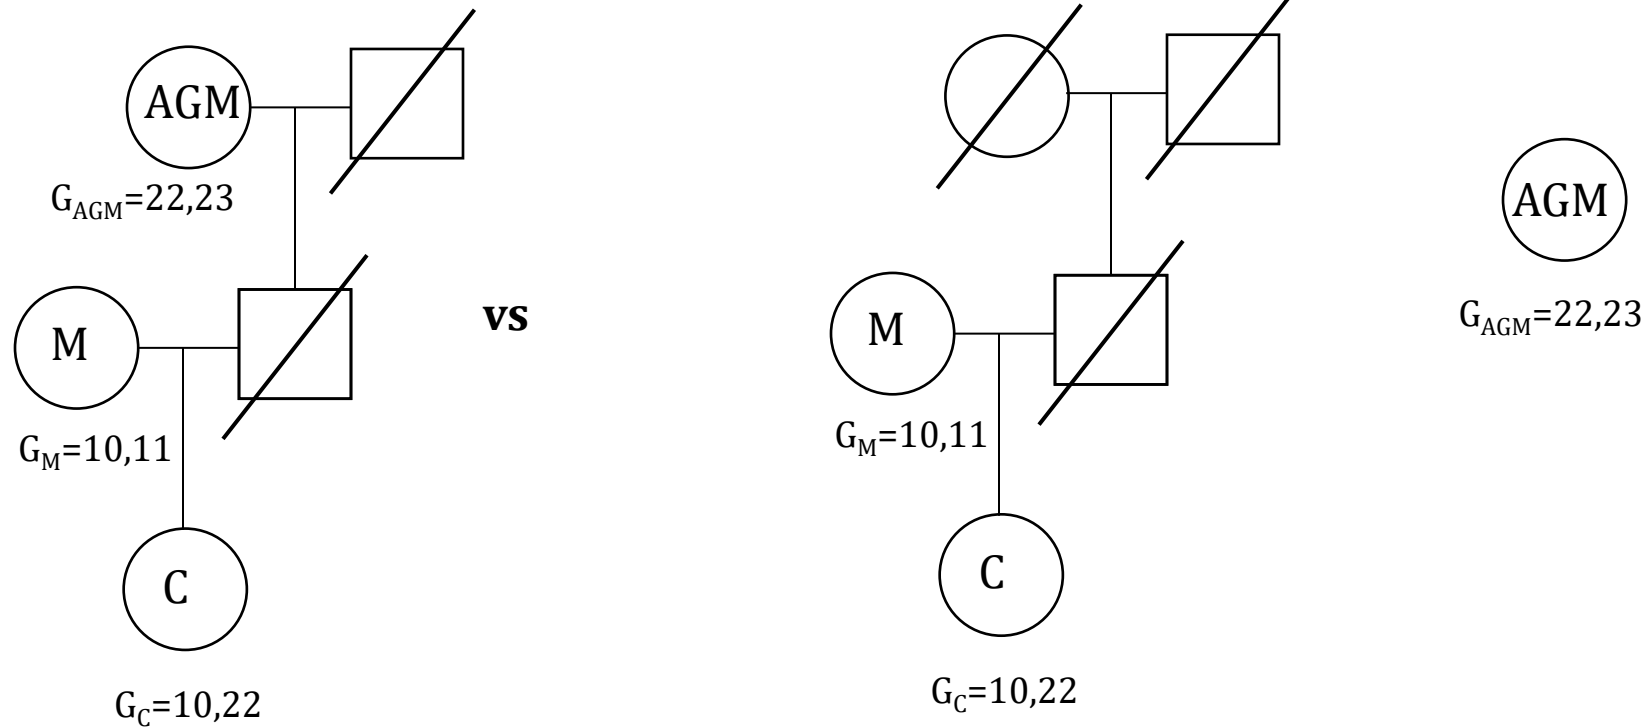 AGM
G_AGM=22,23
M
G_M=10,11
C
G_C=10,22
vs
M
G_M=10,11
C
G_C=10,22
AGM
G_AGM=22,23